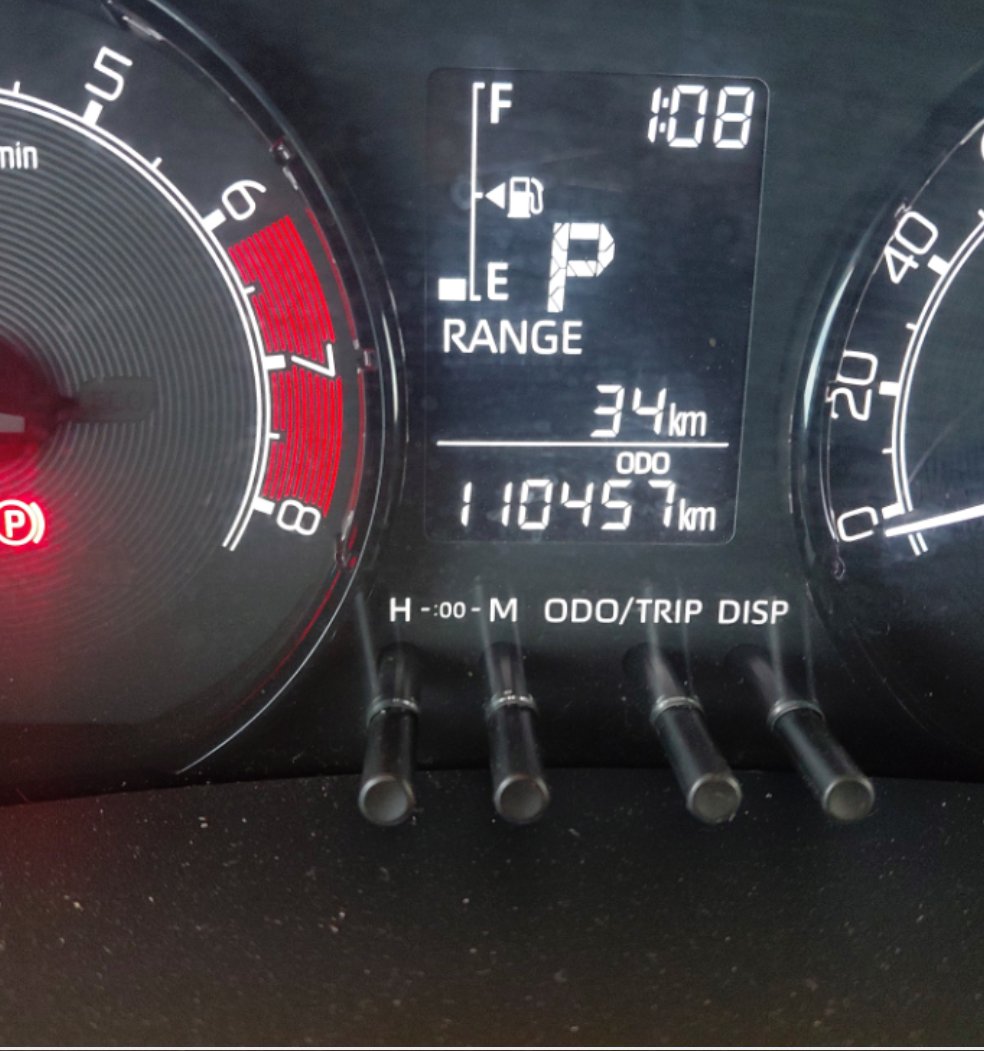 5
min
6
7
8
P
F
1:08
P
E
RANGE
34km
ODO
110457km
40
20
0
H -:00- M ODO/TRIP DISP